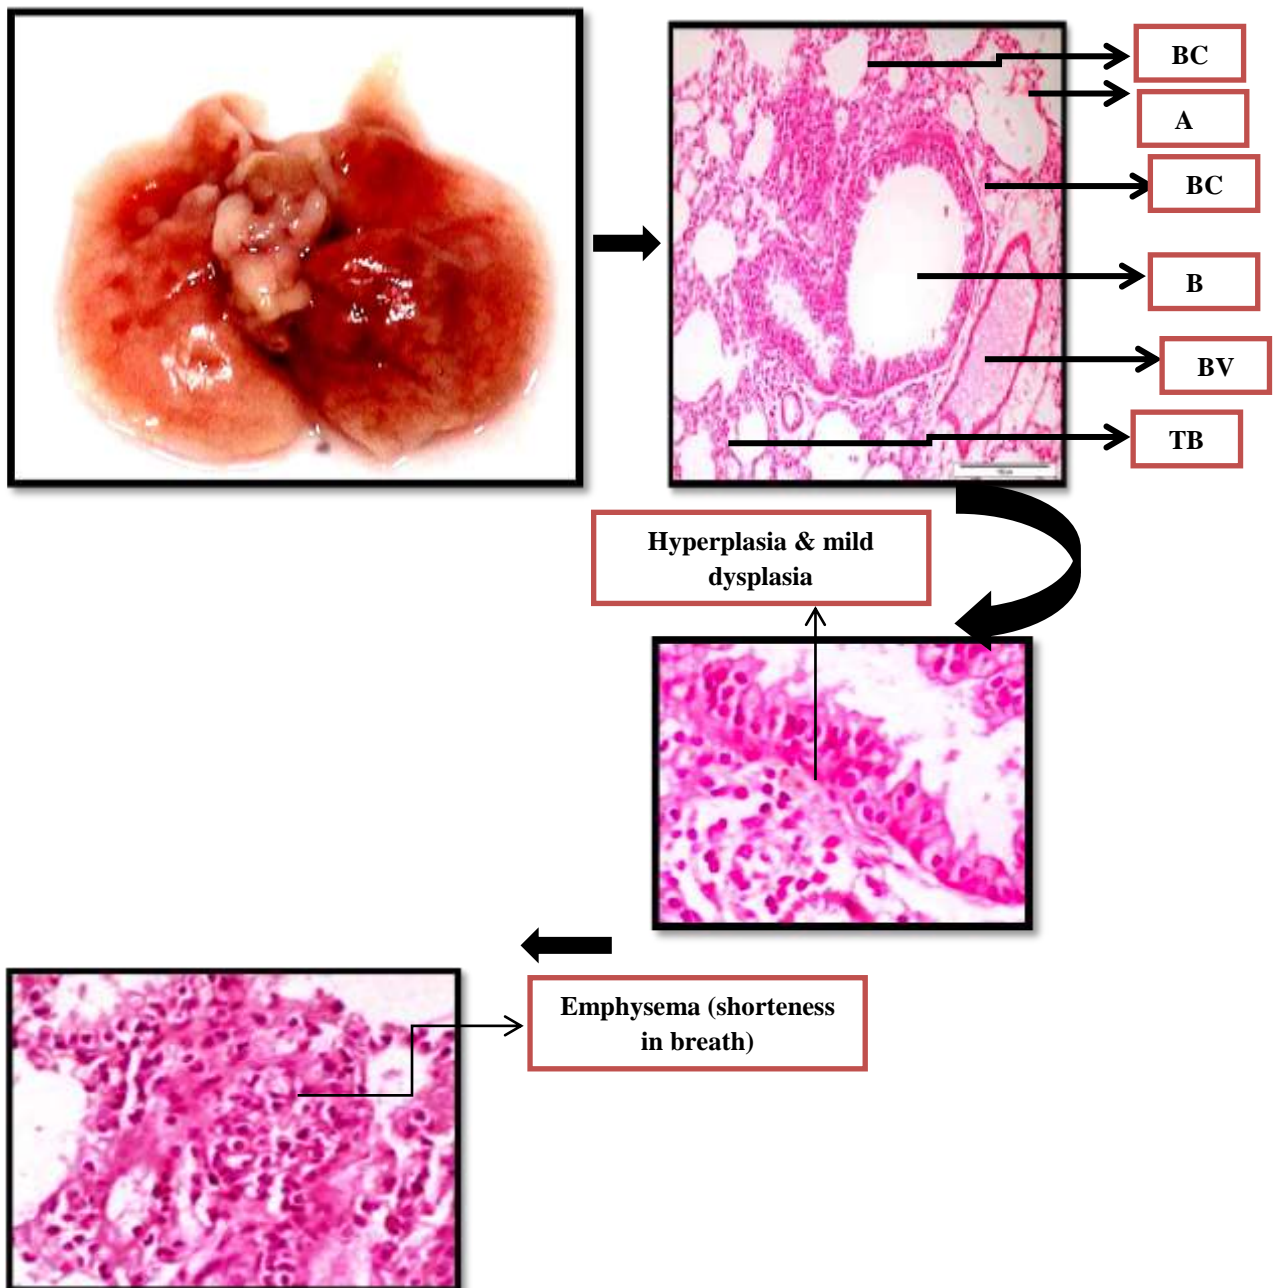 BC
A
BC
B
BV
TB
Hyperplasia & mild
dysplasia
Emphysema (shorteness
in breath)